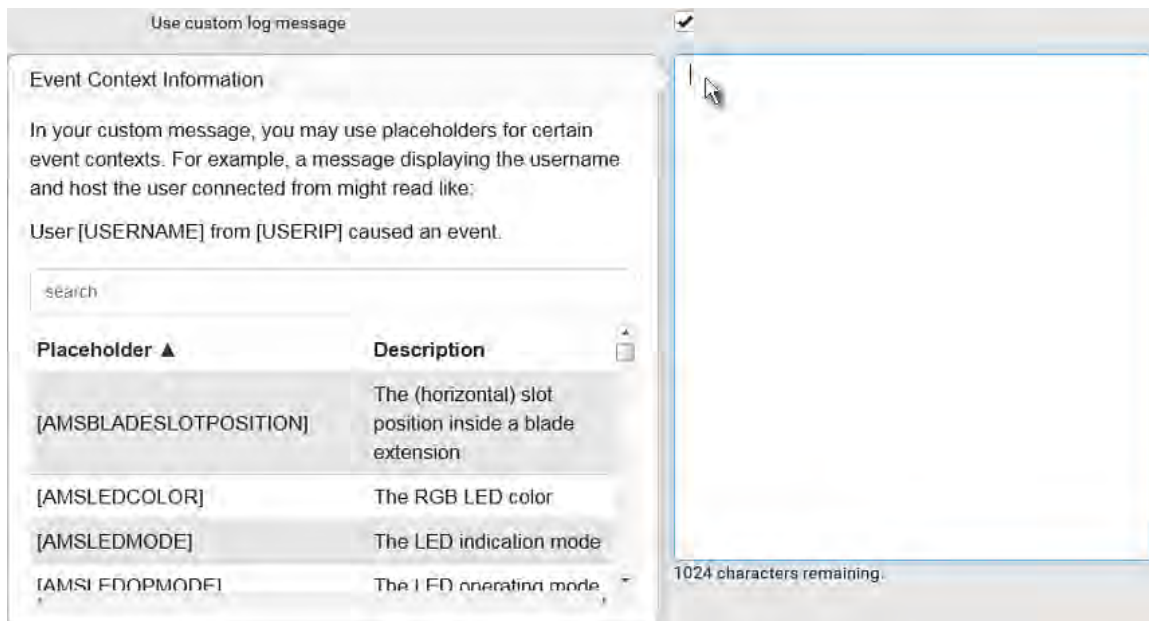 Use custom log message
Event Context Information
In your custom message, you may use placeholders for certain
event contexts. For example, a message displaying the username
and host the user connected from might read like:
User [USERNAME] from [USERIP] caused an event.
search
Placeholder ▲ Description
[AMSBLADESLOTPOSITION] The (horizontal) slot
position inside a blade
extension
[AMSLEDCOLOR] The RGB LED color
[AMSLEDMODE] The LED indication mode
[AMSLEDOPMODE] The LED operating mode
1024 characters remaining.